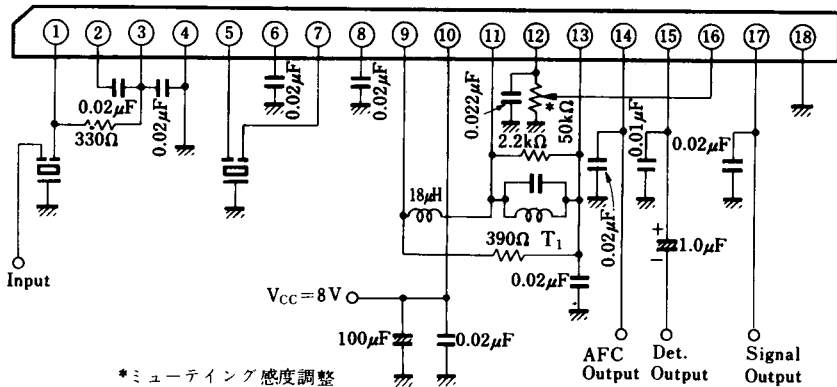 1 2 3 4 5 6 7 8 9 10 11 12 13 14 15 16 17 18
0.02μF
0.02μF
330Ω
0.02μF
0.02μF
0.022μF
*
50kΩ
2.2kΩ
0.01μF
0.02μF
18μH
T1
390Ω
0.02μF
0.02μF
+
1.0μF
−
Input
VCC=8V
100μF
0.02μF
AFC
Output
Det.
Output
Signal
Output
*ミューティング感度調整